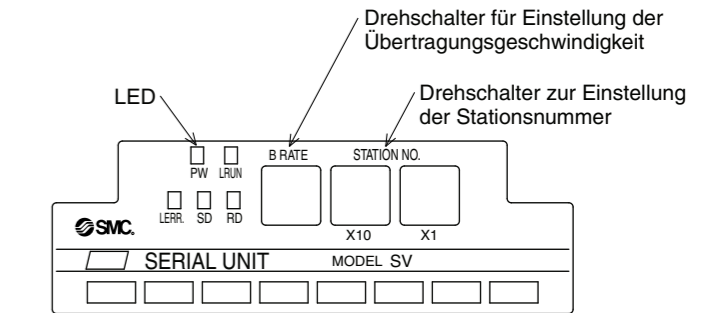 Drehschalter für Einstellung der
Übertragungsgeschwindigkeit
LED
Drehschalter zur Einstellung
der Stationsnummer
PW LRUN
B RATE
STATION NO.
LERR. SD RD
SMC.
X10 X1
SERIAL UNIT MODEL SV